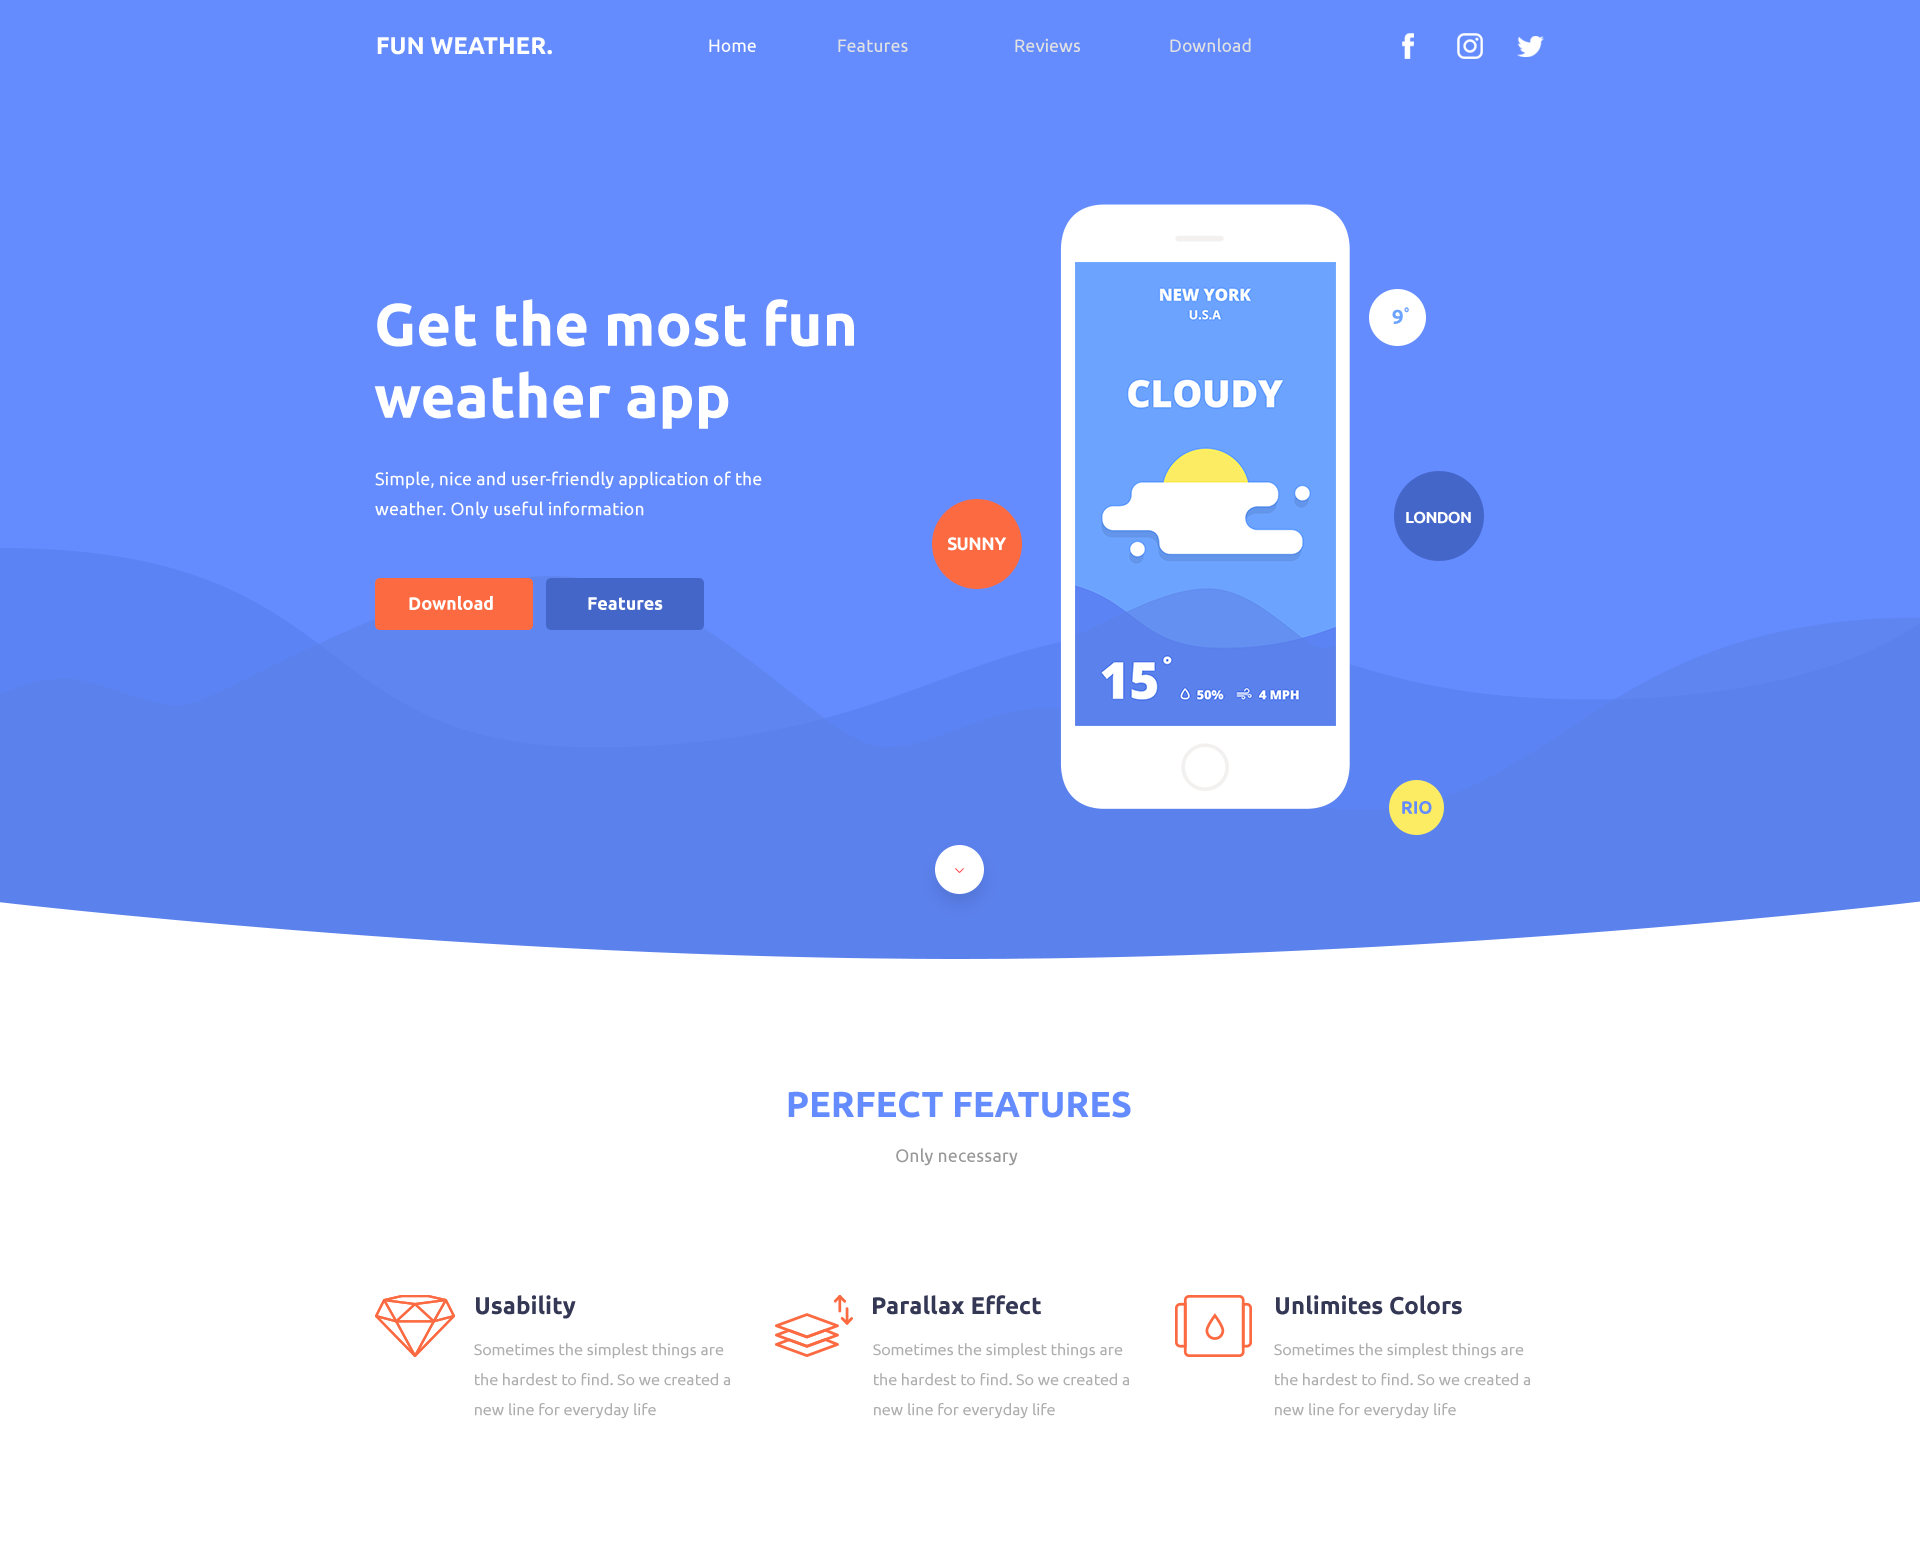 FUN WEATHER.
Home
Features
Reviews
Download
Get the most fun
weather app
Simple, nice and user-friendly application of the
weather. Only useful information
Download
Features
SUNNY
NEW YORK
U.S.A
CLOUDY
15°
50%
4 MPH
9°
LONDON
RIO
PERFECT FEATURES
Only necessary
Usability
Sometimes the simplest things are
the hardest to find. So we created a
new line for everyday life
Parallax Effect
Sometimes the simplest things are
the hardest to find. So we created a
new line for everyday life
Unlimites Colors
Sometimes the simplest things are
the hardest to find. So we created a
new line for everyday life